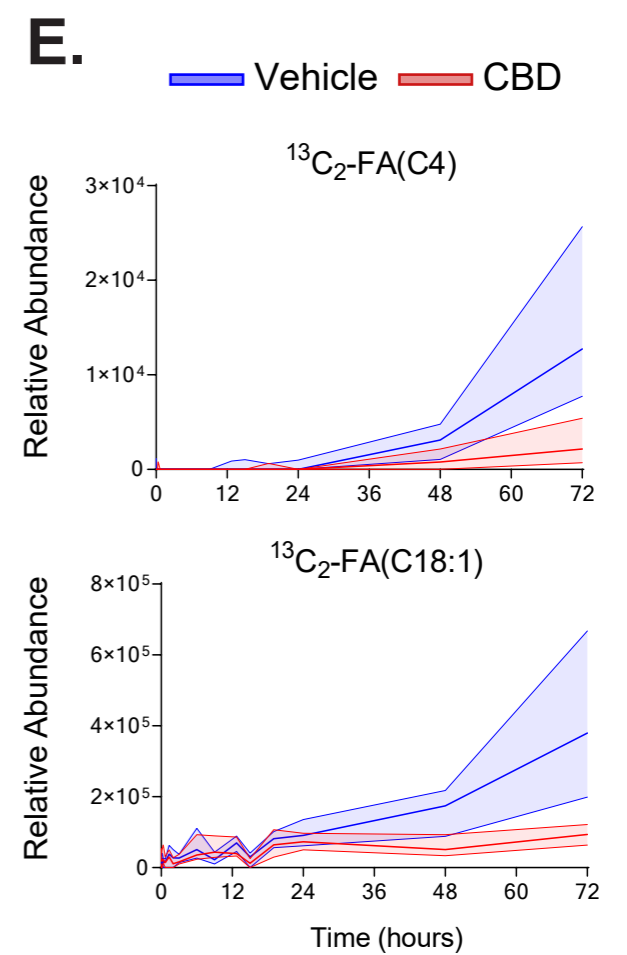 E.
Vehicle CBD
¹³C₂-FA(C4)
Relative Abundance
3×10⁴
2×10⁴
1×10⁴
0
0 12 24 36 48 60 72
¹³C₂-FA(C18:1)
Relative Abundance
8×10⁵
6×10⁵
4×10⁵
2×10⁵
0
0 12 24 36 48 60 72
Time (hours)